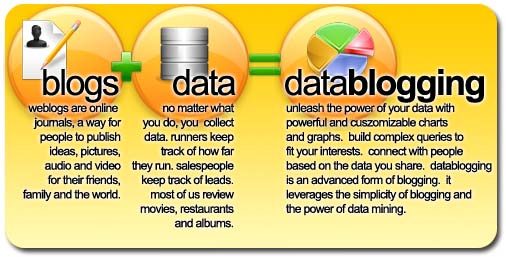 blogs
weblogs are online
journals, a way for
people to publish
ideas, pictures,
audio and video
for their friends,
family and the world.
data
no matter what
you do, you collect
data. runners keep
track of how far
they run. salespeople
keep track of leads.
most of us review
movies, restaurants
and albums.
datablogging
unleash the power of your data with
powerful and cuszomizable charts
and graphs. build complex queries to
fit your interests. connect with people
based on the data you share. datablogging
is an advanced form of blogging. it
leverages the simplicity of blogging and
the power of data mining.